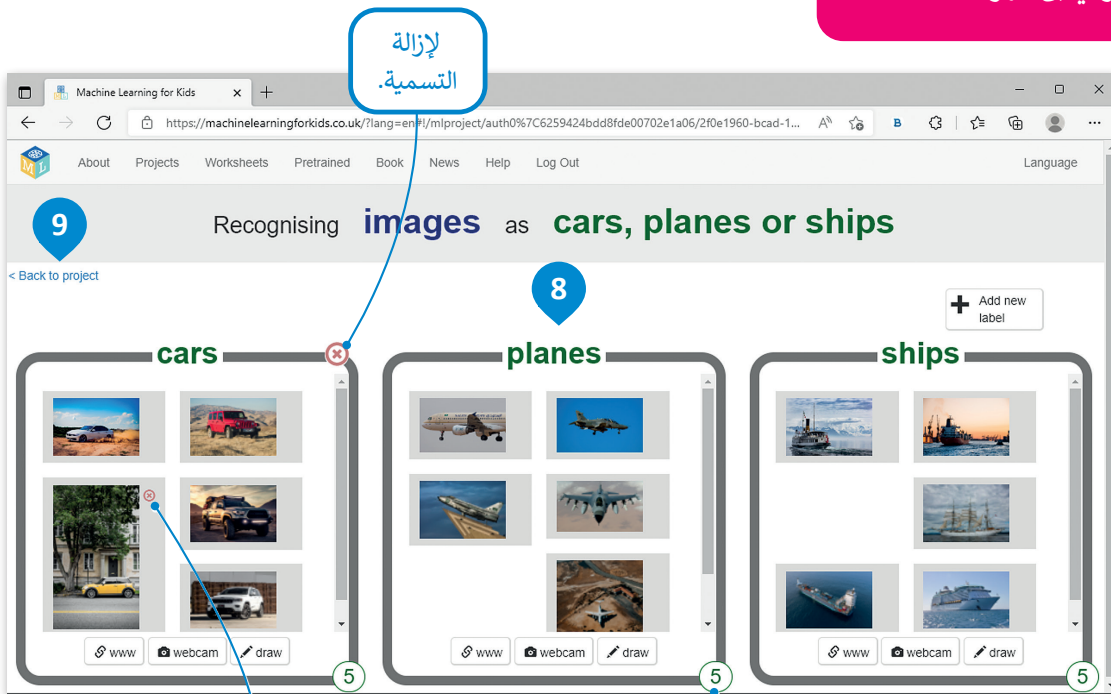 لإزالة
التسمية.
Machine Learning for Kids
https://machinelearningforkids.co.uk/?lang=en#!/mlproject/auth0%7C6259424bdd8fde00702e1a06/2f0e1960-bcad-1...
B
ML
About Projects Worksheets Pretrained Book News Help Log Out Language
9
Recognising images as cars, planes or ships
< Back to project
8
Add new
label
cars planes ships
www webcam draw www webcam draw www webcam draw
5 5 5